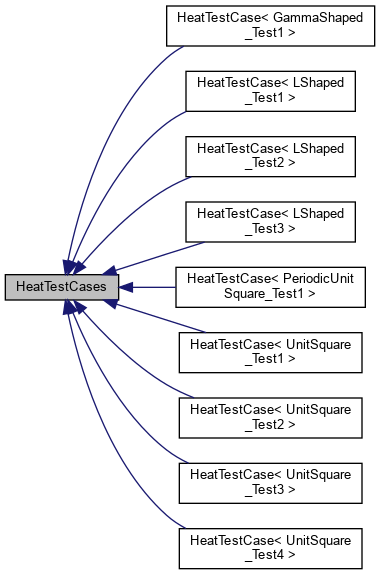 HeatTestCase< GammaShaped
_Test1 >
HeatTestCase< LShaped
_Test1 >
HeatTestCase< LShaped
_Test2 >
HeatTestCase< LShaped
_Test3 >
HeatTestCases
HeatTestCase< PeriodicUnit
Square_Test1 >
HeatTestCase< UnitSquare
_Test1 >
HeatTestCase< UnitSquare
_Test2 >
HeatTestCase< UnitSquare
_Test3 >
HeatTestCase< UnitSquare
_Test4 >